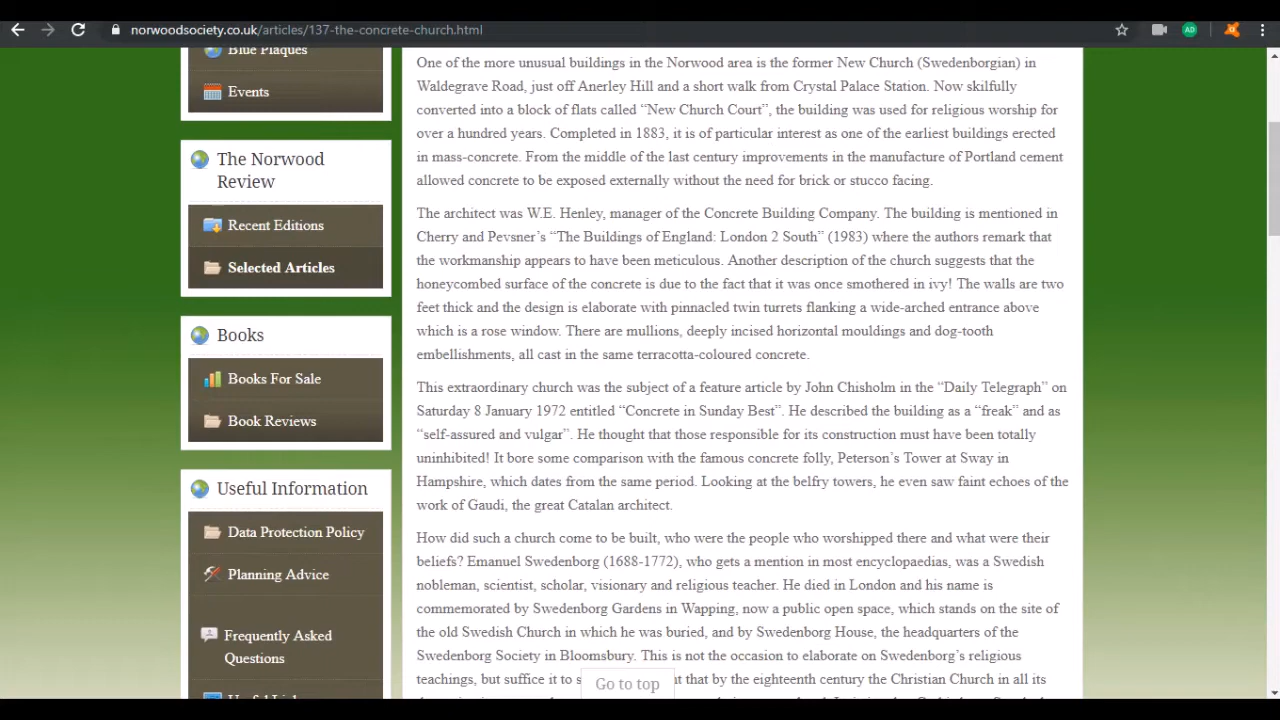 norwoodsociety.co.uk/articles/137-the-concrete-church.html
AD
Blue Plaques
Events
The Norwood
Review
Recent Editions
Selected Articles
Books
Books For Sale
Book Reviews
Useful Information
Data Protection Policy
Planning Advice
Frequently Asked
Questions
One of the more unusual buildings in the Norwood area is the former New Church (Swedenborgian) in
Waldegrave Road, just off Anerley Hill and a short walk from Crystal Palace Station. Now skilfully
converted into a block of flats called “New Church Court”, the building was used for religious worship for
over a hundred years. Completed in 1883, it is of particular interest as one of the earliest buildings erected
in mass-concrete. From the middle of the last century improvements in the manufacture of Portland cement
allowed concrete to be exposed externally without the need for brick or stucco facing.
The architect was W.E. Henley, manager of the Concrete Building Company. The building is mentioned in
Cherry and Pevsner’s “The Buildings of England: London 2 South” (1983) where the authors remark that
the workmanship appears to have been meticulous. Another description of the church suggests that the
honeycombed surface of the concrete is due to the fact that it was once smothered in ivy! The walls are two
feet thick and the design is elaborate with pinnacled twin turrets flanking a wide-arched entrance above
which is a rose window. There are mullions, deeply incised horizontal mouldings and dog-tooth
embellishments, all cast in the same terracotta-coloured concrete.
This extraordinary church was the subject of a feature article by John Chisholm in the “Daily Telegraph” on
Saturday 8 January 1972 entitled “Concrete in Sunday Best”. He described the building as a “freak” and as
“self-assured and vulgar”. He thought that those responsible for its construction must have been totally
uninhibited! It bore some comparison with the famous concrete folly, Peterson’s Tower at Sway in
Hampshire, which dates from the same period. Looking at the belfry towers, he even saw faint echoes of the
work of Gaudi, the great Catalan architect.
How did such a church come to be built, who were the people who worshipped there and what were their
beliefs? Emanuel Swedenborg (1688-1772), who gets a mention in most encyclopaedias, was a Swedish
nobleman, scientist, scholar, visionary and religious teacher. He died in London and his name is
commemorated by Swedenborg Gardens in Wapping, now a public open space, which stands on the site of
the old Swedish Church in which he was buried, and by Swedenborg House, the headquarters of the
Swedenborg Society in Bloomsbury. This is not the occasion to elaborate on Swedenborg’s religious
teachings, but suffice it to that by the eighteenth century the Christian Church in all its
Go to top